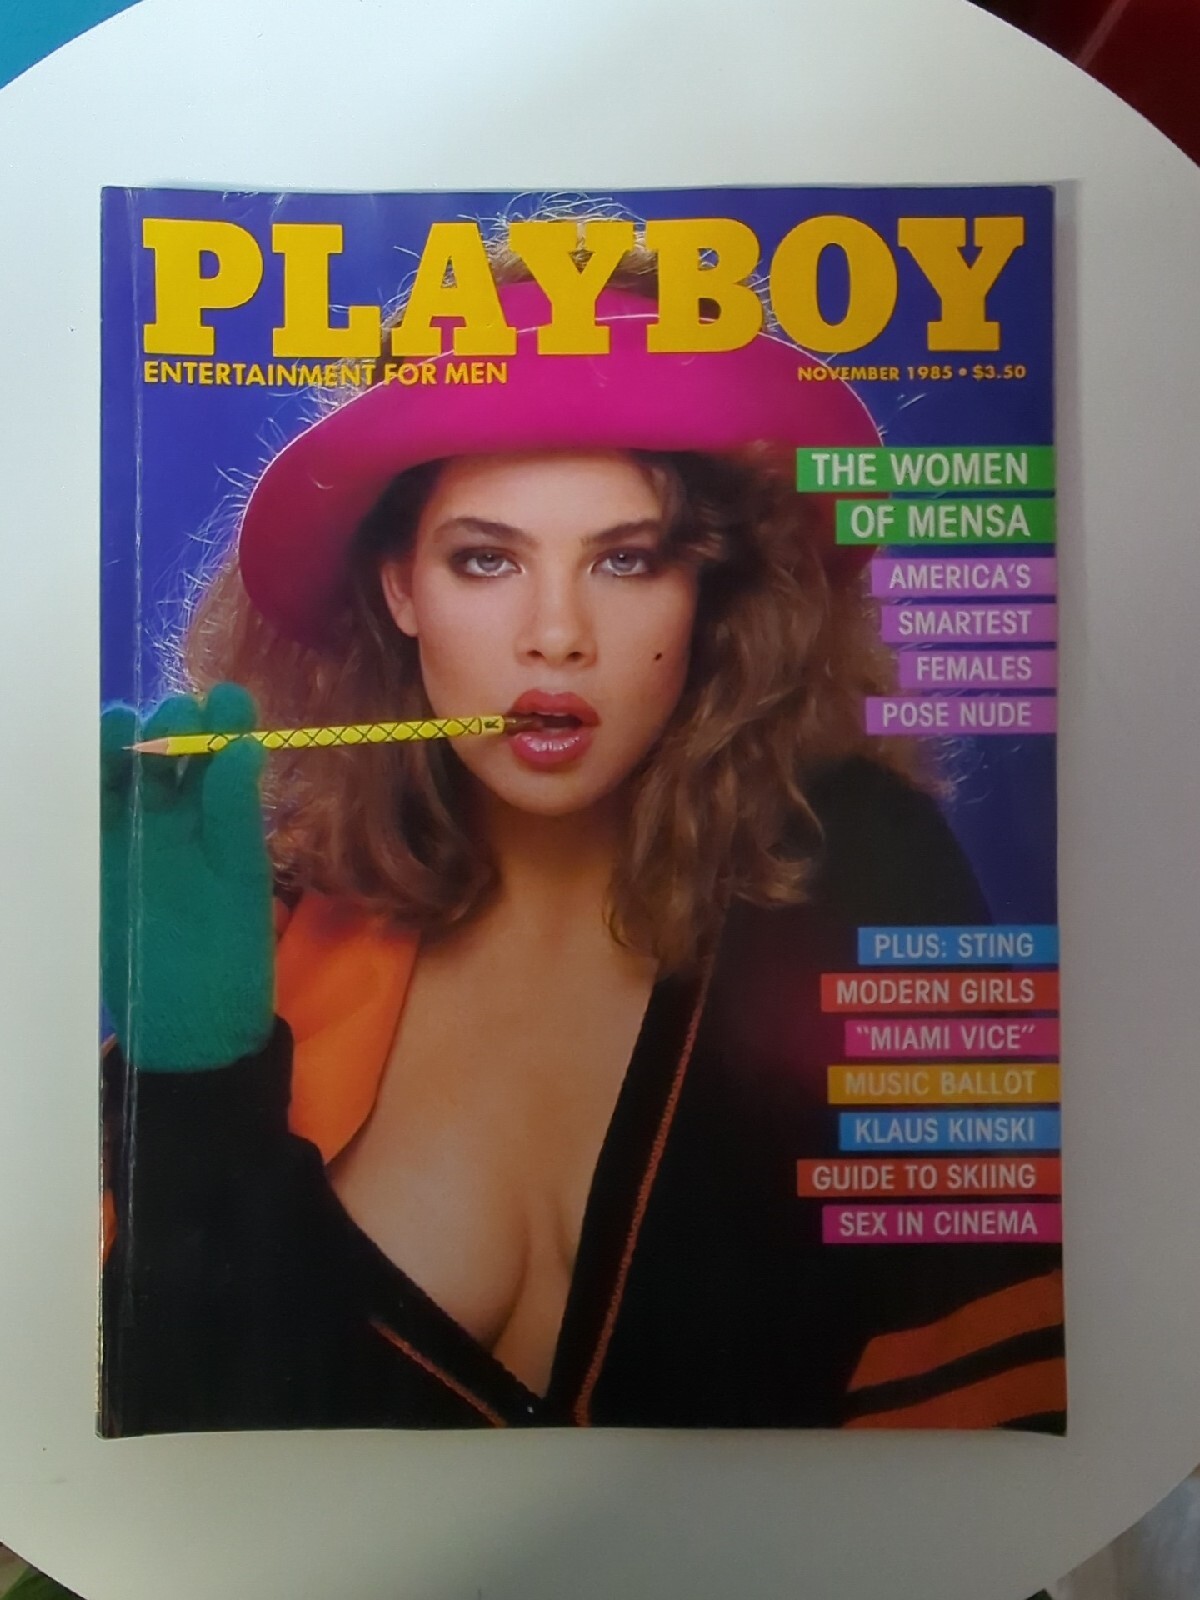 PLAYBOY
ENTERTAINMENT FOR MEN
NOVEMBER 1985 • $3.50
THE WOMEN
OF MENSA
AMERICA'S
SMARTEST
FEMALES
POSE NUDE
PLUS: STING
MODERN GIRLS
"MIAMI VICE"
MUSIC BALLOT
KLAUS KINSKI
GUIDE TO SKIING
SEX IN CINEMA